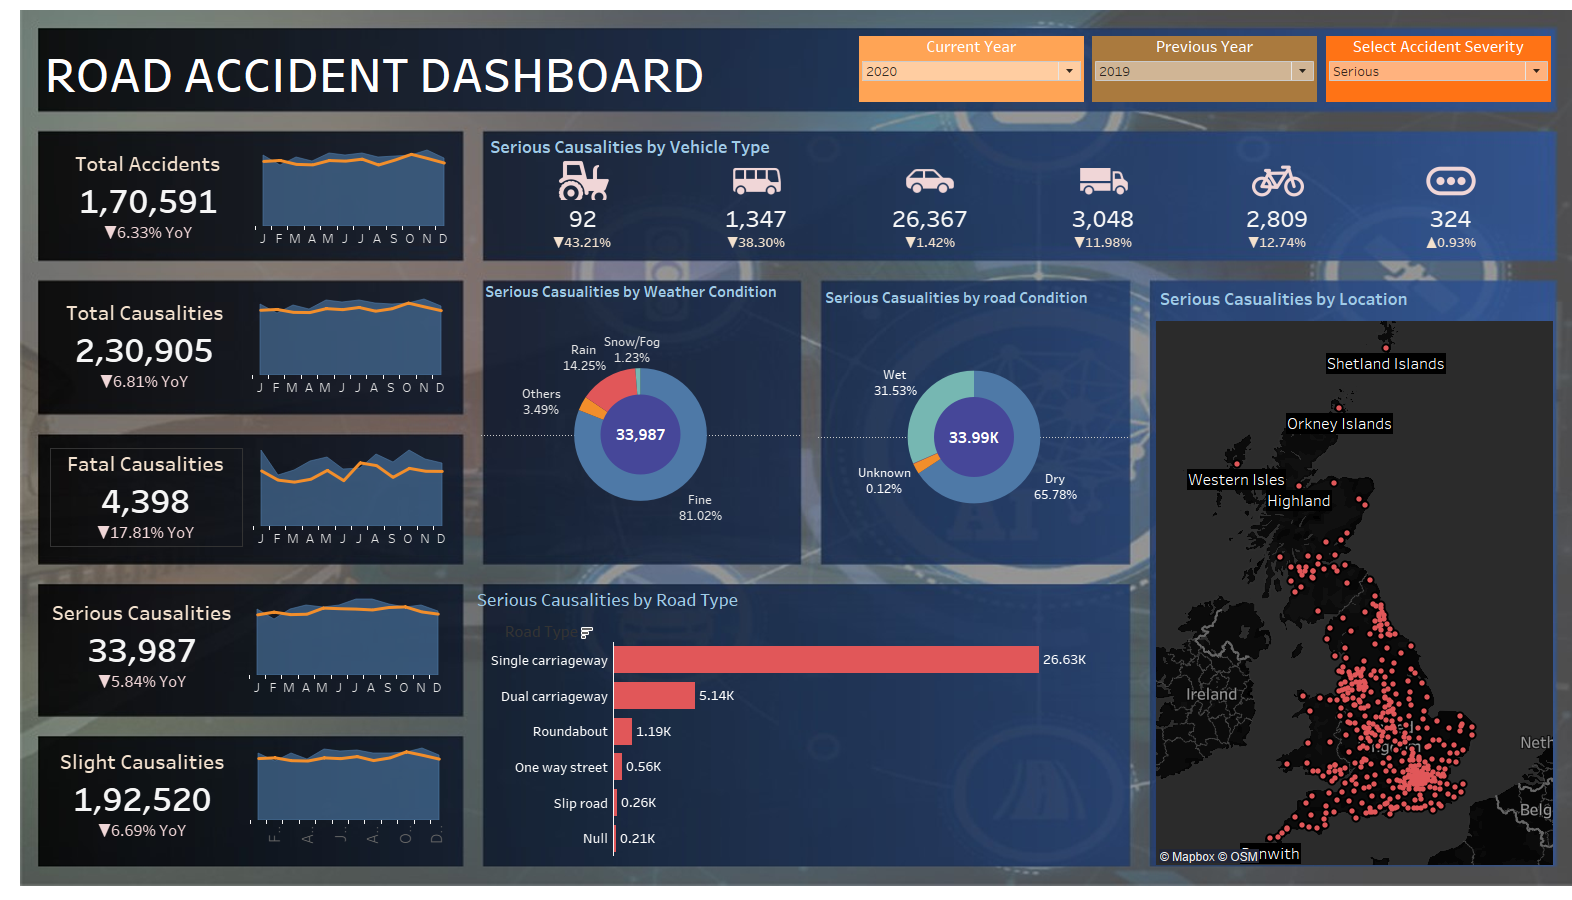 ROAD ACCIDENT DASHBOARD
Current Year
2020
Previous Year
2019
Select Accident Severity
Serious
Total Accidents
1,70,591
▼6.33% YoY
J F M A M J J A S O N D
Total Causalities
2,30,905
▼6.81% YoY
J F M A M J J A S O N D
Fatal Causalities
4,398
▼17.81% YoY
J F M A M J J A S O N D
Serious Causalities
33,987
▼5.84% YoY
J F M A M J J A S O N D
Slight Causalities
1,92,520
▼6.69% YoY
F.. A.. J.. A.. O.. D..
Serious Causalities by Vehicle Type
92 1,347 26,367 3,048 2,809 324
▼43.21% ▼38.30% ▼1.42% ▼11.98% ▼12.74% ▲0.93%
Serious Casualities by Weather Condition
Snow/Fog
1.23%
Rain
14.25%
Others
3.49%
33,987
Fine
81.02%
Serious Casualities by road Condition
Wet
31.53%
33.99K
Unknown
0.12%
Dry
65.78%
Serious Causalities by Road Type
Road Type
Single carriageway 26.63K
Dual carriageway 5.14K
Roundabout 1.19K
One way street 0.56K
Slip road 0.26K
Null 0.21K
Serious Causalities by Location
Shetland Islands
Orkney Islands
Western Isles
Highland
Ireland
Neth
Belg
nwith
© Mapbox © OSM